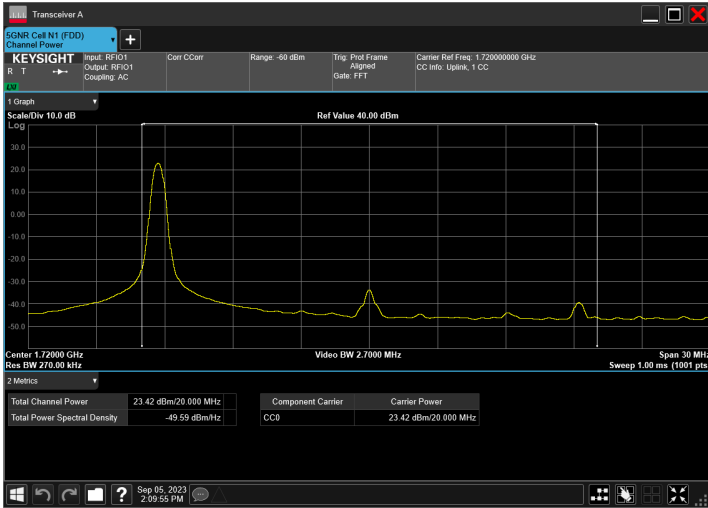 Transceiver A
5GNR Cell N1 (FDD)
Channel Power
KEYSIGHT
R T
Input: RFIO1
Output: RFIO1
Coupling: AC
Corr CCorr
Range: -60 dBm
Trig: Prot Frame
Aligned
Gate: FFT
Carrier Ref Freq: 1.720000000 GHz
CC Info: Uplink, 1 CC
1 Graph
Scale/Div 10.0 dB
Ref Value 40.00 dBm
Log
30.0
20.0
10.0
0.00
-10.0
-20.0
-30.0
-40.0
-50.0
Center 1.72000 GHz
Video BW 2.7000 MHz
Span 30 MHz
Res BW 270.00 kHz
Sweep 1.00 ms (1001 pts
2 Metrics
Total Channel Power 23.42 dBm/20.000 MHz
Total Power Spectral Density -49.59 dBm/Hz
Component Carrier Carrier Power
CC0 23.42 dBm/20.000 MHz
?
Sep 05, 2023
2:09:55 PM